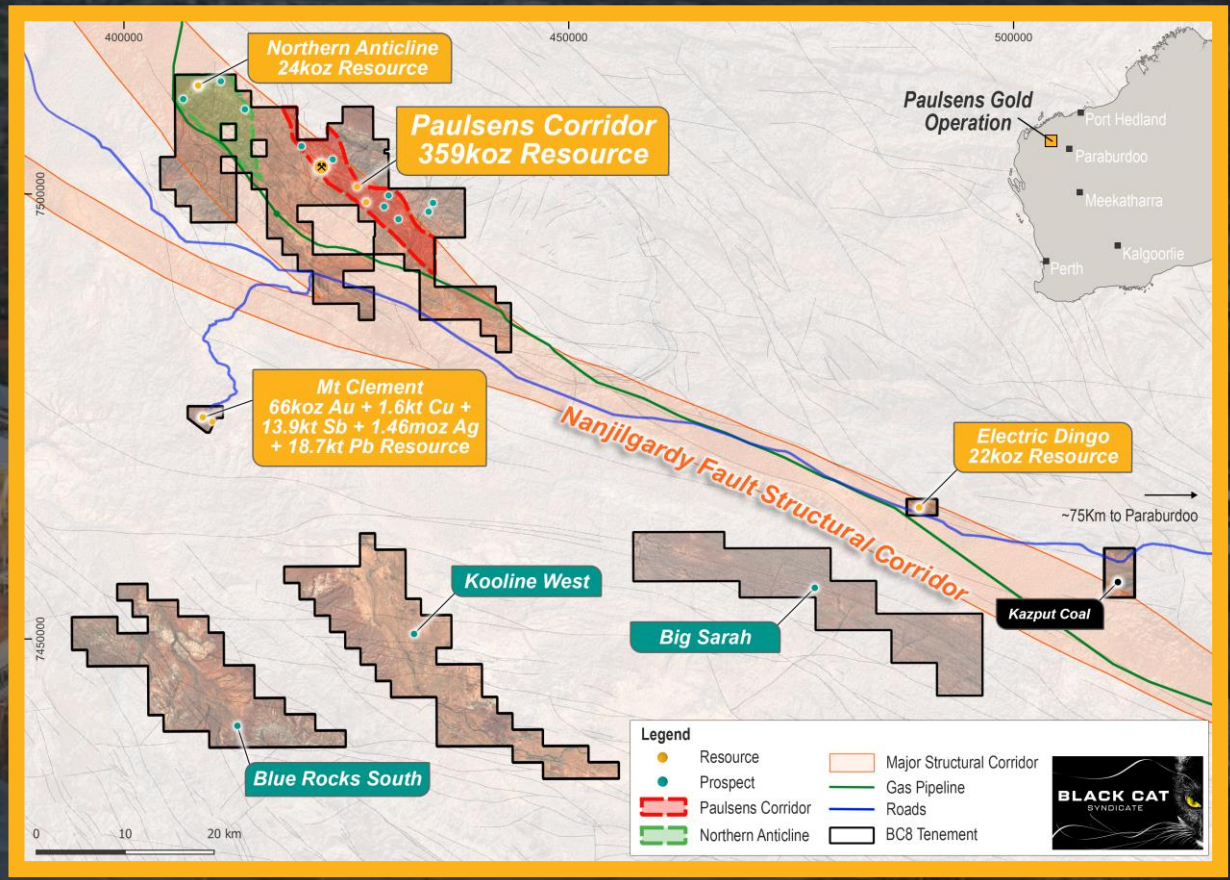 400000
450000
500000
7500000
7450000
Northern Anticline
24koz Resource
Paulsens Corridor
359koz Resource
Paulsens Gold
Operation
Port Hedland
Paraburdoo
Meekatharra
Kalgoorlie
Perth
Mt Clement
66koz Au + 1.6kt Cu +
13.9kt Sb + 1.46moz Ag
+ 18.7kt Pb Resource
Nanjilgardy Fault Structural Corridor
Electric Dingo
22koz Resource
~75Km to Paraburdoo
Kooline West
Big Sarah
Kazput Coal
Blue Rocks South
Legend
Resource
Prospect
Paulsens Corridor
Northern Anticline
Major Structural Corridor
Gas Pipeline
Roads
BC8 Tenement
BLACK CAT
SYNDICATE
0 10 20 km